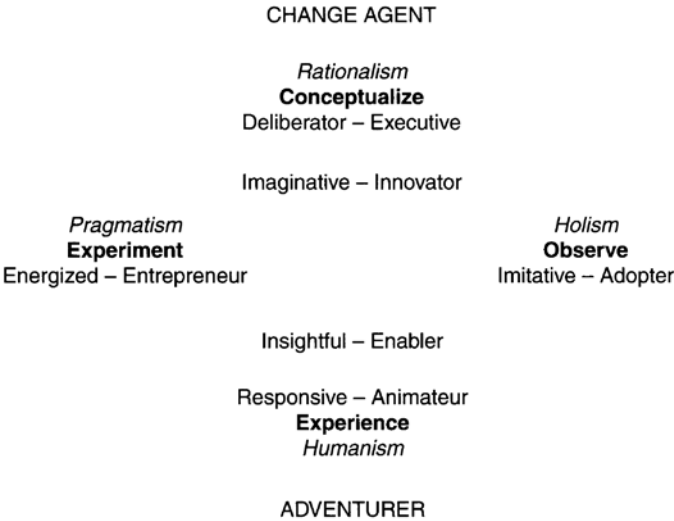 CHANGE AGENT
Rationalism
Conceptualize
Deliberator – Executive
Imaginative – Innovator
Pragmatism
Experiment
Energized – Entrepreneur
Holism
Observe
Imitative – Adopter
Insightful – Enabler
Responsive – Animateur
Experience
Humanism
ADVENTURER